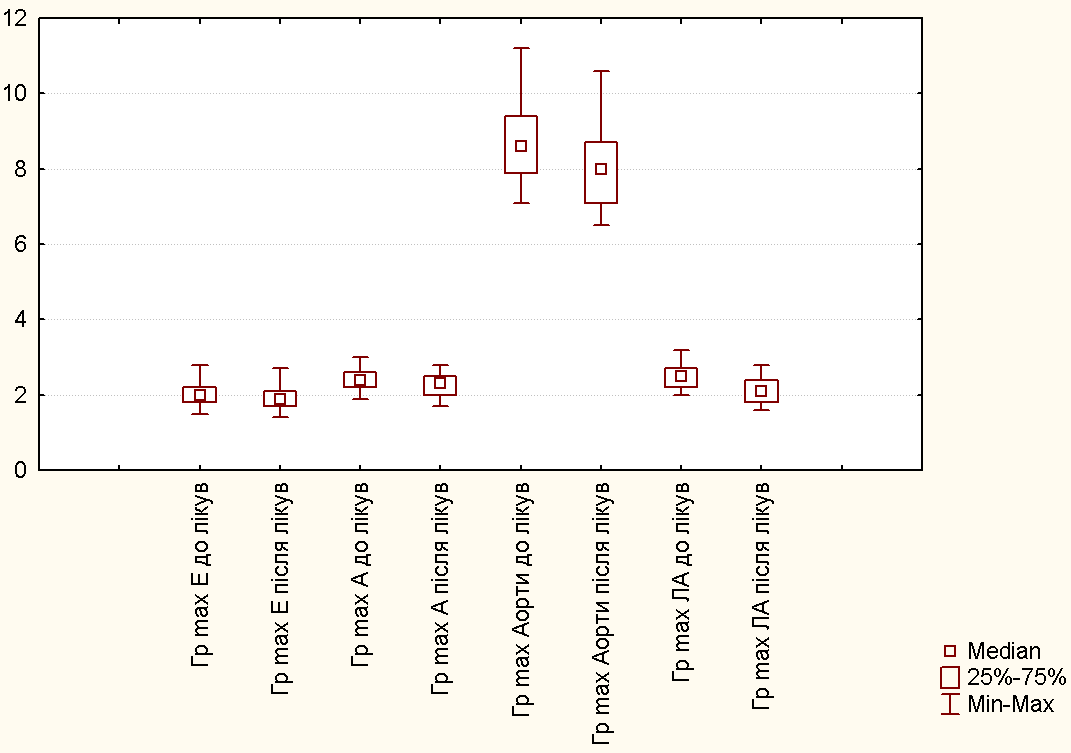 12
10
8
6
4
2
0
Гр max E до лікув
Гр max E після лікув
Гр max A до лікув
Гр max A після лікув
Гр max Аорти до лікув
Гр max Аорти після лікув
Гр max ЛА до лікув
Гр max ЛА після лікув
Median
25%-75%
Min-Max